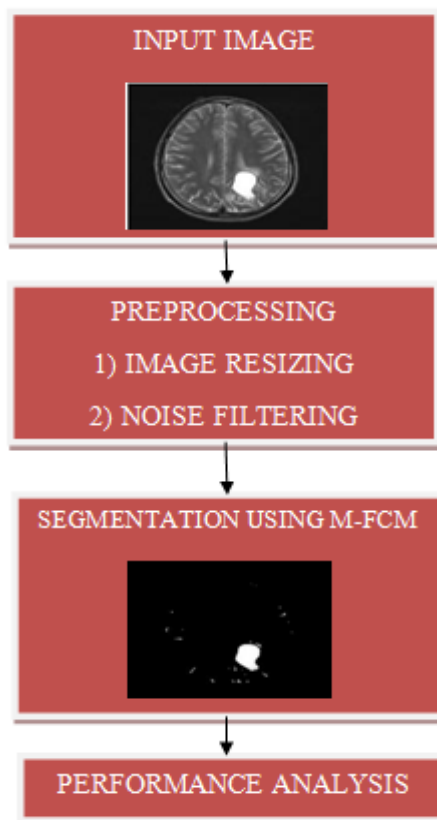 INPUT IMAGE
PREPROCESSING
1) IMAGE RESIZING
2) NOISE FILTERING
SEGMENTATION USING M-FCM
PERFORMANCE ANALYSIS